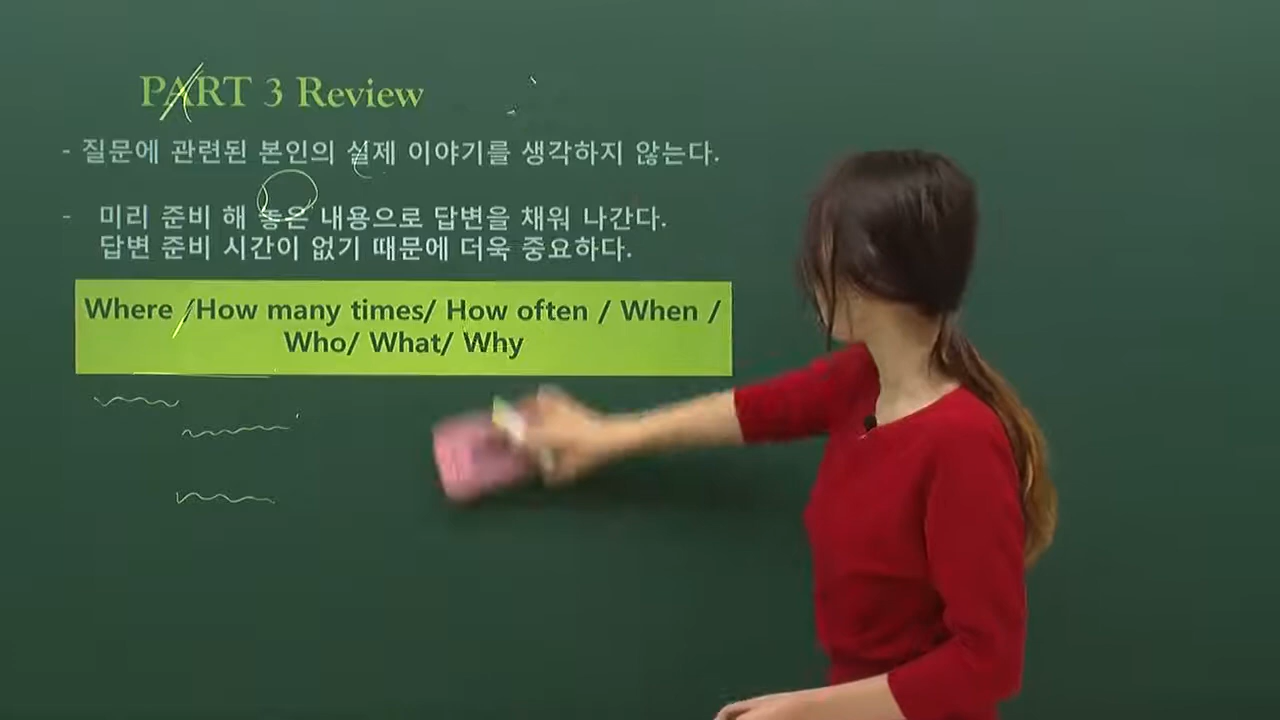 PART 3 Review
- 질문에 관련된 본인의 실제 이야기를 생각하지 않는다.
- 미리 준비 해 놓은 내용으로 답변을 채워 나간다.
답변 준비 시간이 없기 때문에 더욱 중요하다.
Where /How many times/ How often / When /
Who/ What/ Why